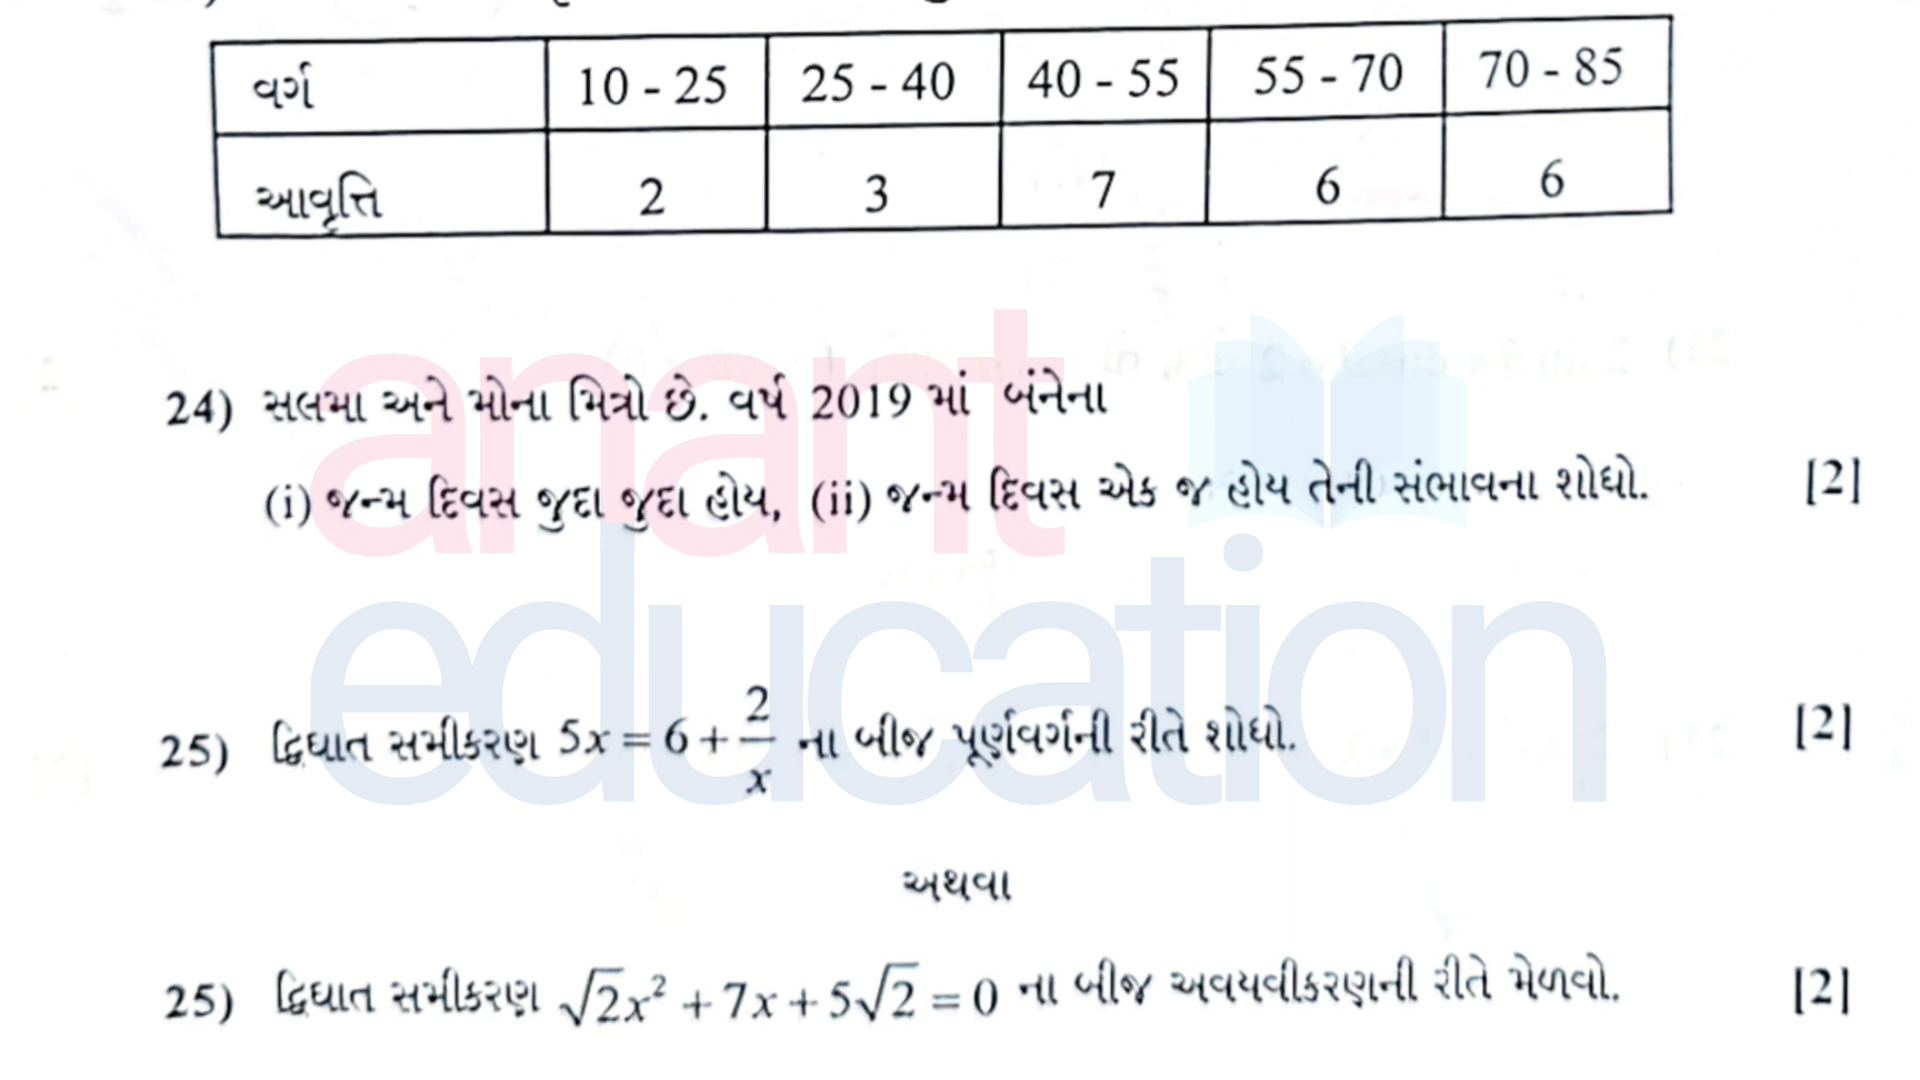 વર્ગ 10 - 25 25 - 40 40 - 55 55 - 70 70 - 85
આવૃત્તિ 2 3 7 6 6
24) સલમા અને મોના મિત્રો છે. વર્ષ 2019 માં બંનેના
(i) જન્મ દિવસ જુદા જુદા હોય, (ii) જન્મ દિવસ એક જ હોય તેની સંભાવના શોધો. [2]
anant
education
25) દ્વિઘાત સમીકરણ 5x = 6 + 2/x ના બીજ પૂર્ણવર્ગની રીતે શોધો. [2]
અથવા
25) દ્વિઘાત સમીકરણ √2x² + 7x + 5√2 = 0 ના બીજ અવયવીકરણની રીતે મેળવો. [2]